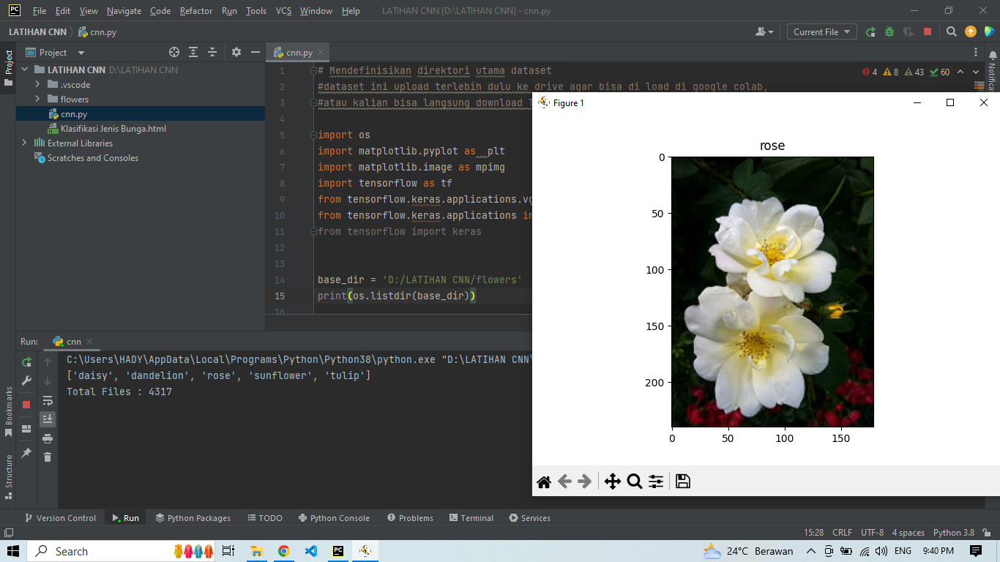 File Edit View Navigate Code Refactor Run Tools VCS Window Help LATIHAN CNN [D:\LATIHAN CNN] - cnn.py
LATIHAN CNN cnn.py Current File
Project
Project
cnn.py
LATIHAN CNN D:\LATIHAN CNN
.vscode
flowers
cnn.py
Klasifikasi Jenis Bunga.html
External Libraries
Scratches and Consoles
4 8 43 60
1 # Mendefinisikan direktori utama dataset
2 #dataset ini upload terlebih dulu ke drive agar bisa di load di google colab,
3 #atau kalian bisa langsung download
4
5 import os
6 import matplotlib.pyplot as plt
7 import matplotlib.image as mpimg
8 import tensorflow as tf
9 from tensorflow.keras.applications.vg
10 from tensorflow.keras.applications im
11 from tensorflow import keras
12
13
14 base_dir = 'D:/LATIHAN CNN/flowers'
15 print(os.listdir(base_dir))
16
Figure 1
rose
0
50
100
150
200
0 50 100 150
Run: cnn
C:\Users\HADY\AppData\Local\Programs\Python\Python38\python.exe "D:\LATIHAN CNN\
['daisy', 'dandelion', 'rose', 'sunflower', 'tulip']
Total Files : 4317
Bookmarks
Structure
Version Control Run Python Packages TODO Python Console Problems Terminal Services
15:28 CRLF UTF-8 4 spaces Python 3.8
Search 24°C Berawan ENG 9:40 PM